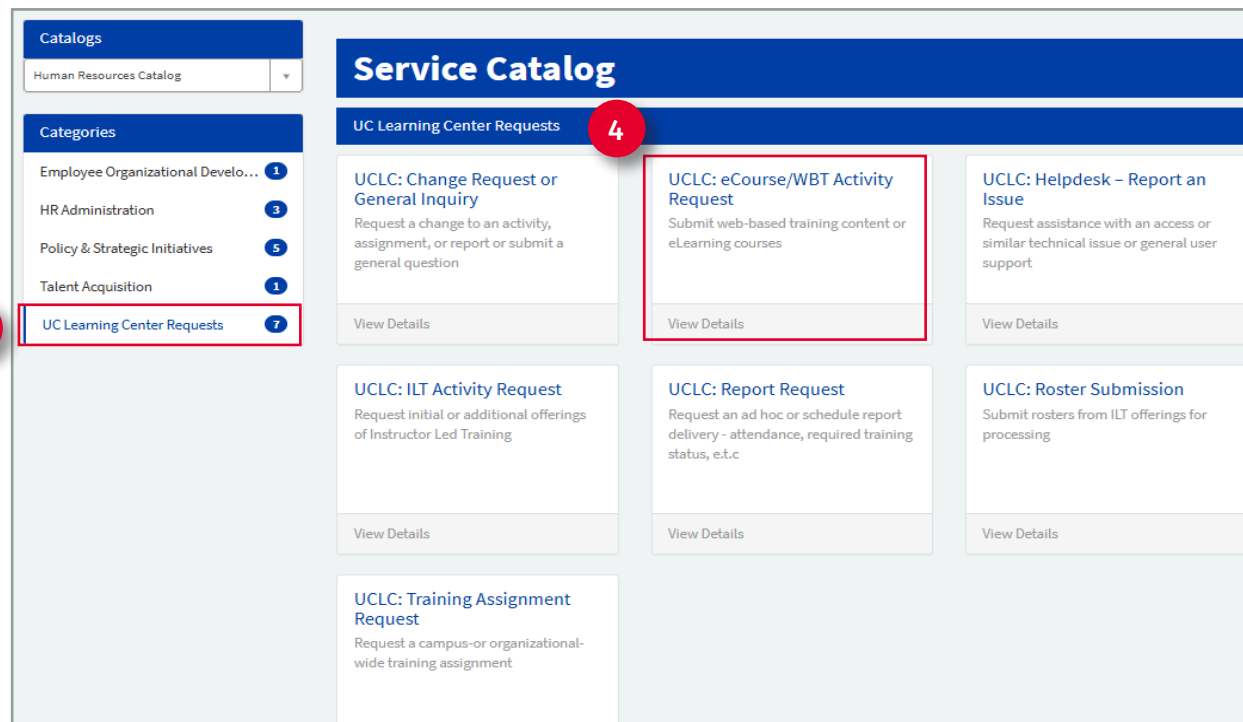 Catalogs
Human Resources Catalog
Categories
Employee Organizational Develo... 1
HR Administration 3
Policy & Strategic Initiatives 5
Talent Acquisition 1
UC Learning Center Requests 7
Service Catalog
UC Learning Center Requests
4
UCLC: Change Request or
General Inquiry
Request a change to an activity,
assignment, or report or submit a
general question
View Details
UCLC: eCourse/WBT Activity
Request
Submit web-based training content or
eLearning courses
View Details
UCLC: Helpdesk – Report an
Issue
Request assistance with an access or
similar technical issue or general user
support
View Details
UCLC: ILT Activity Request
Request initial or additional offerings
of Instructor Led Training
View Details
UCLC: Report Request
Request an ad hoc or schedule report
delivery - attendance, required training
status, e.t.c
View Details
UCLC: Roster Submission
Submit rosters from ILT offerings for
processing
View Details
UCLC: Training Assignment
Request
Request a campus-or organizational-
wide training assignment